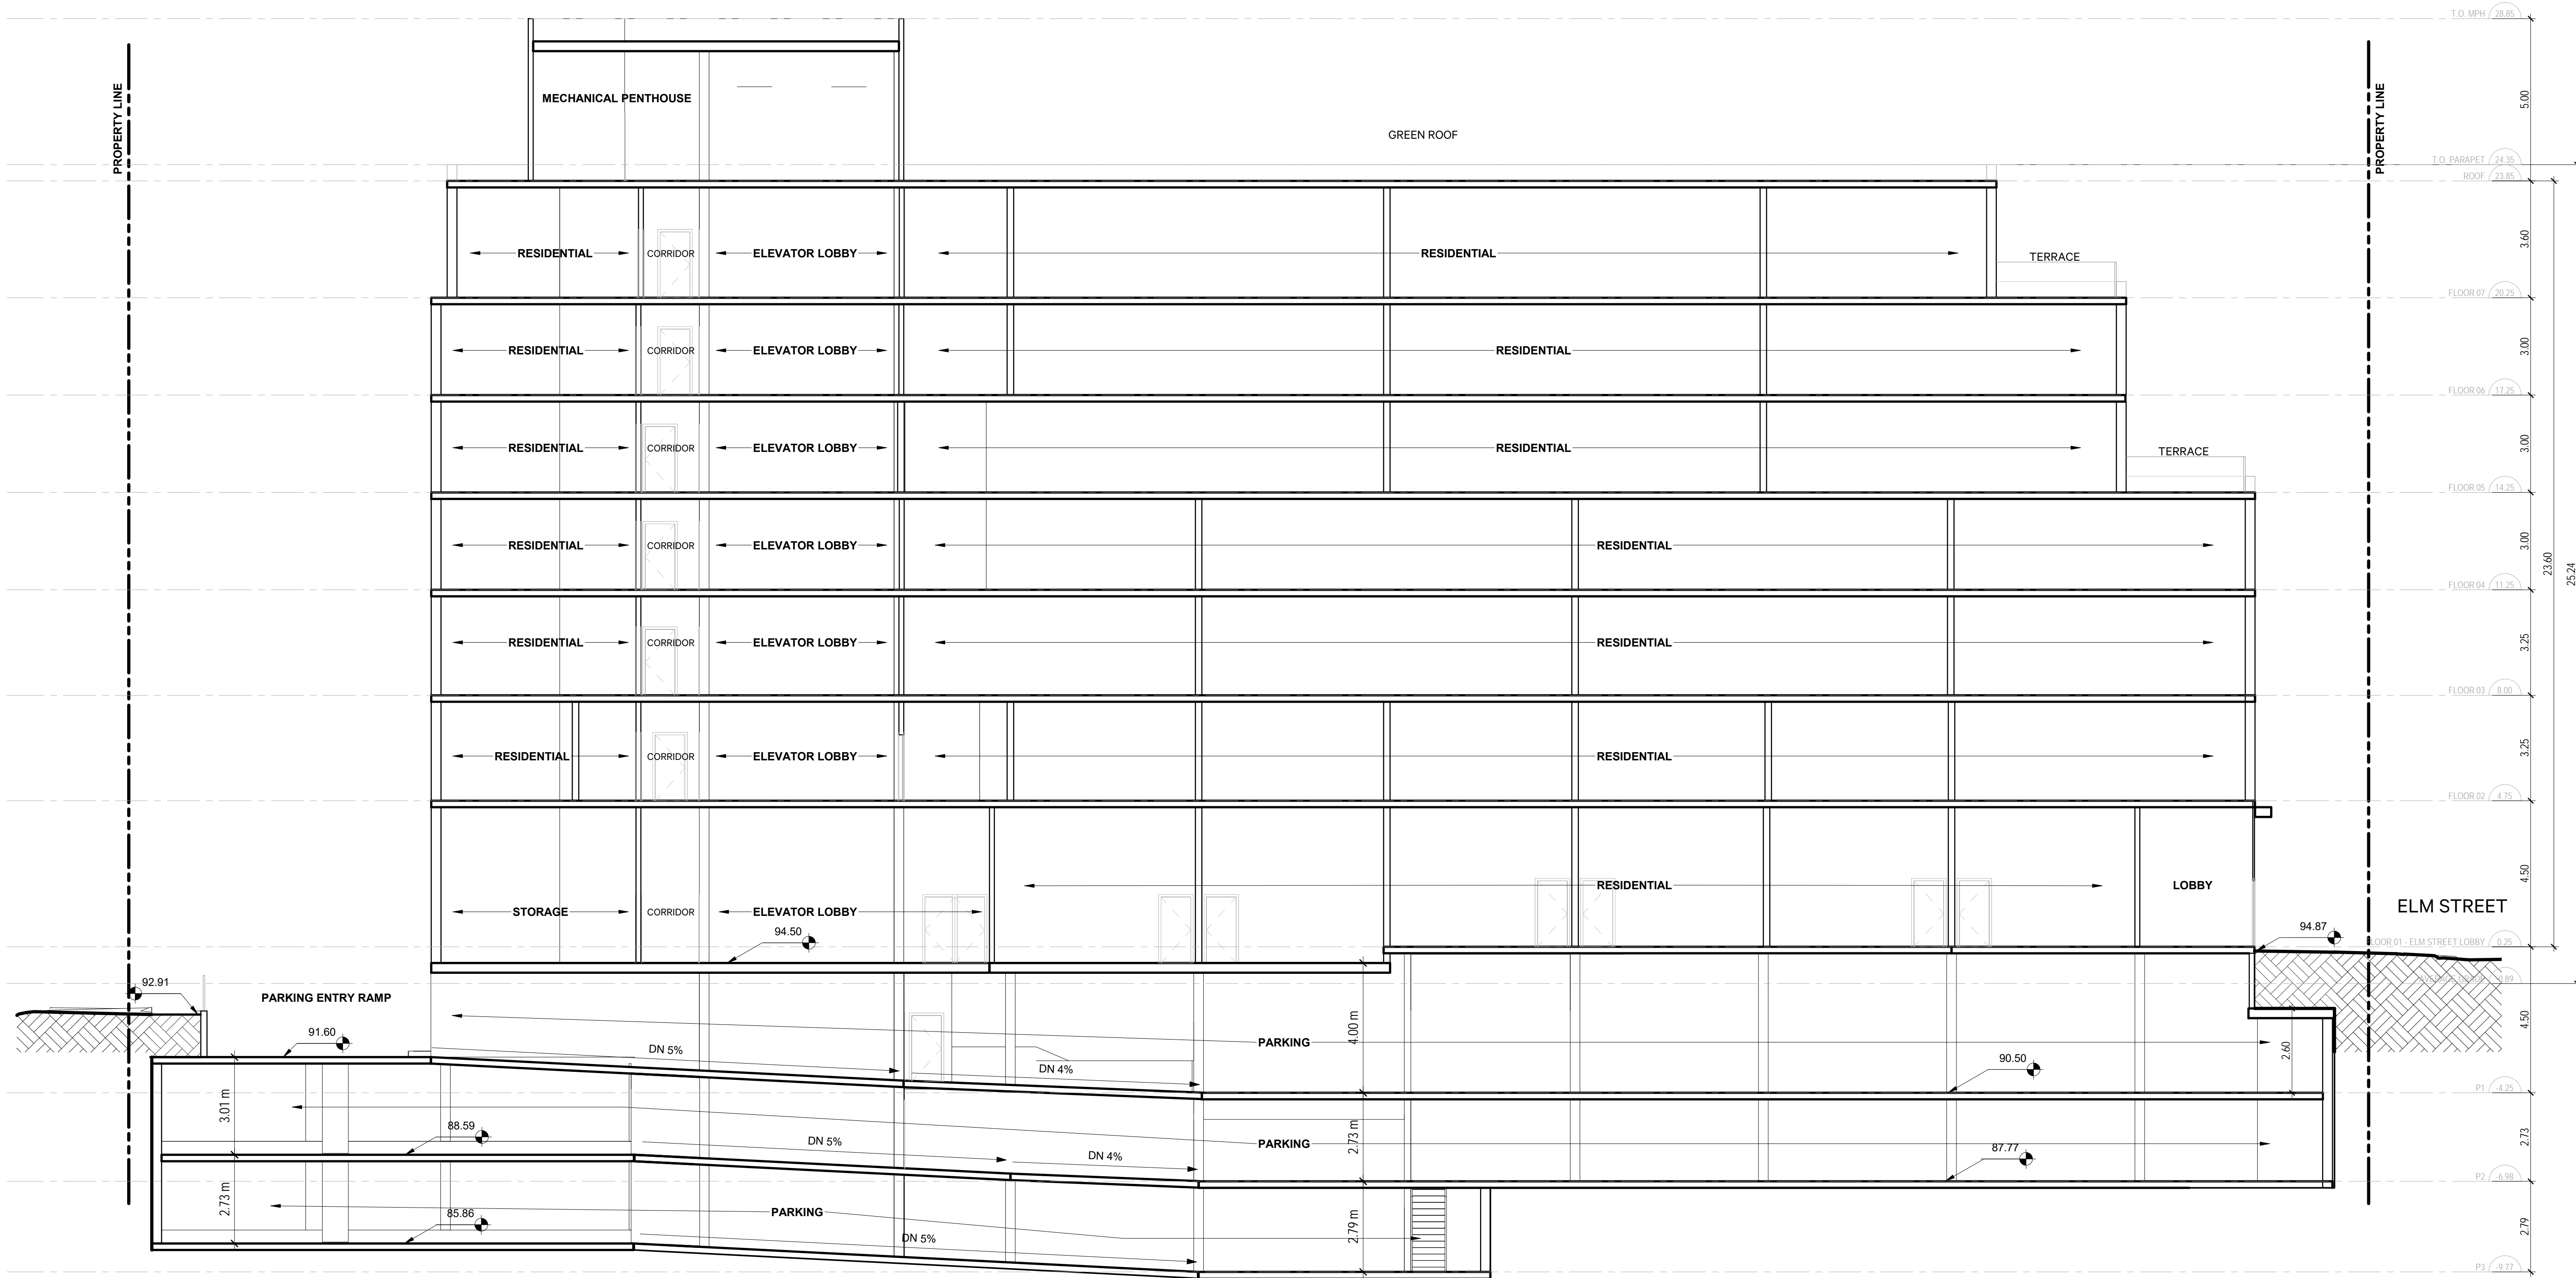 T.O. MPH 28.85
PROPERTY LINE
PROPERTY LINE
MECHANICAL PENTHOUSE
5.00
GREEN ROOF
T.O. PARAPET 24.35
ROOF 23.85
RESIDENTIAL CORRIDOR ELEVATOR LOBBY RESIDENTIAL
3.60
TERRACE
FLOOR 07 20.25
RESIDENTIAL CORRIDOR ELEVATOR LOBBY RESIDENTIAL
3.00
FLOOR 06 17.25
RESIDENTIAL CORRIDOR ELEVATOR LOBBY RESIDENTIAL
3.00
TERRACE
FLOOR 05 14.25
RESIDENTIAL CORRIDOR ELEVATOR LOBBY RESIDENTIAL
3.00
23.60
25.24
FLOOR 04 11.25
RESIDENTIAL CORRIDOR ELEVATOR LOBBY RESIDENTIAL
3.25
FLOOR 03 8.00
RESIDENTIAL CORRIDOR ELEVATOR LOBBY RESIDENTIAL
3.25
FLOOR 02 4.75
RESIDENTIAL LOBBY
4.50
STORAGE CORRIDOR ELEVATOR LOBBY
ELM STREET
94.50
94.87
FLOOR 01 - ELM STREET LOBBY 0.25
92.91
PARKING ENTRY RAMP
4.50
91.60
4.00 m
PARKING
DN 5%
2.60
90.50
DN 4%
P1 -4.25
3.01 m
88.59
DN 5%
2.73 m
PARKING
2.73
DN 4%
87.77
P2 -6.98
2.73 m
85.86
PARKING
2.79 m
2.79
DN 5%
P3 -9.77